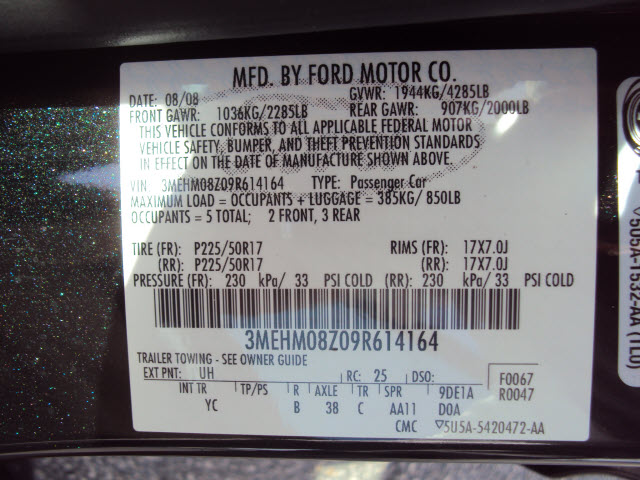 MFD. BY FORD MOTOR CO.
DATE: 08/08 GVWR: 1944KG/4285LB
FRONT GAWR: 1036KG/2285LB REAR GAWR: 907KG/2000LB
THIS VEHICLE CONFORMS TO ALL APPLICABLE FEDERAL MOTOR
VEHICLE SAFETY, BUMPER, AND THEFT PREVENTION STANDARDS
IN EFFECT ON THE DATE OF MANUFACTURE SHOWN ABOVE.
VIN: 3MEHM08Z09R614164 TYPE: Passenger Car
MAXIMUM LOAD = OCCUPANTS + LUGGAGE = 385KG/ 850LB
OCCUPANTS = 5 TOTAL; 2 FRONT, 3 REAR
TIRE (FR): P225/50R17 RIMS (FR): 17X7.0J
(RR): P225/50R17 (RR): 17X7.0J
PRESSURE (FR): 230 kPa/ 33 PSI COLD (RR): 230 kPa/ 33 PSI COLD
3MEHM08Z09R614164
TRAILER TOWING - SEE OWNER GUIDE
EXT PNT: UH RC: 25 DSO: F0067
R0047
INT TR TP/PS R AXLE TR SPR 9DE1A
YC B 38 C AA11 DOA
CMC ▽5U5A-5420472-AA
▽5U5A-1532-AA (TLO)